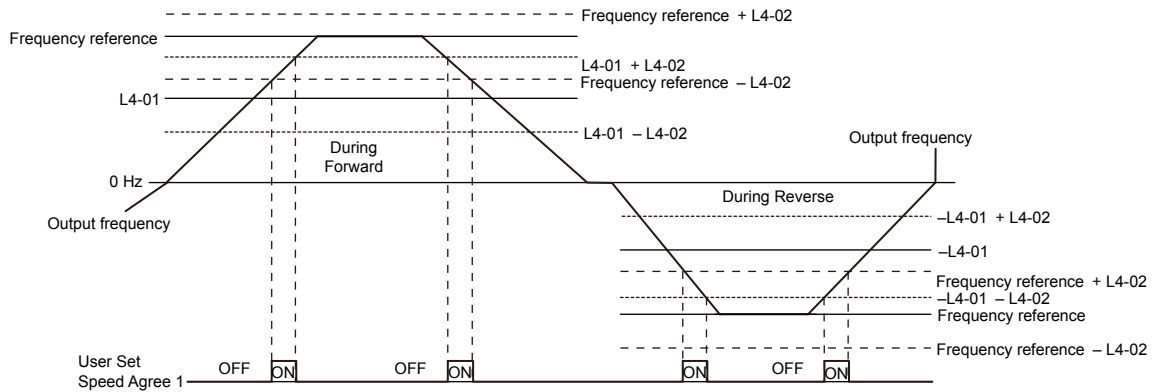 Frequency reference + L4-02
Frequency reference
L4-01 + L4-02
Frequency reference – L4-02
L4-01
L4-01 – L4-02
During
Forward
Output frequency
0 Hz
During Reverse
Output frequency
–L4-01 + L4-02
–L4-01
Frequency reference + L4-02
–L4-01 – L4-02
Frequency reference
Frequency reference – L4-02
User Set
Speed Agree 1
OFF
ON
OFF
ON
ON
OFF
ON